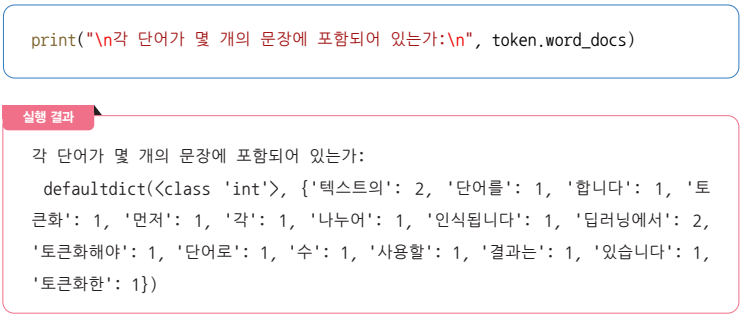 print("\n각 단어가 몇 개의 문장에 포함되어 있는가:\n", token.word_docs)
실행 결과
각 단어가 몇 개의 문장에 포함되어 있는가:
defaultdict(<class 'int'>, {'텍스트의': 2, '단어를': 1, '합니다': 1, '토
큰화': 1, '먼저': 1, '각': 1, '나누어': 1, '인식됩니다': 1, '딥러닝에서': 2,
'토큰화해야': 1, '단어로': 1, '수': 1, '사용할': 1, '결과는': 1, '있습니다': 1,
'토큰화한': 1})